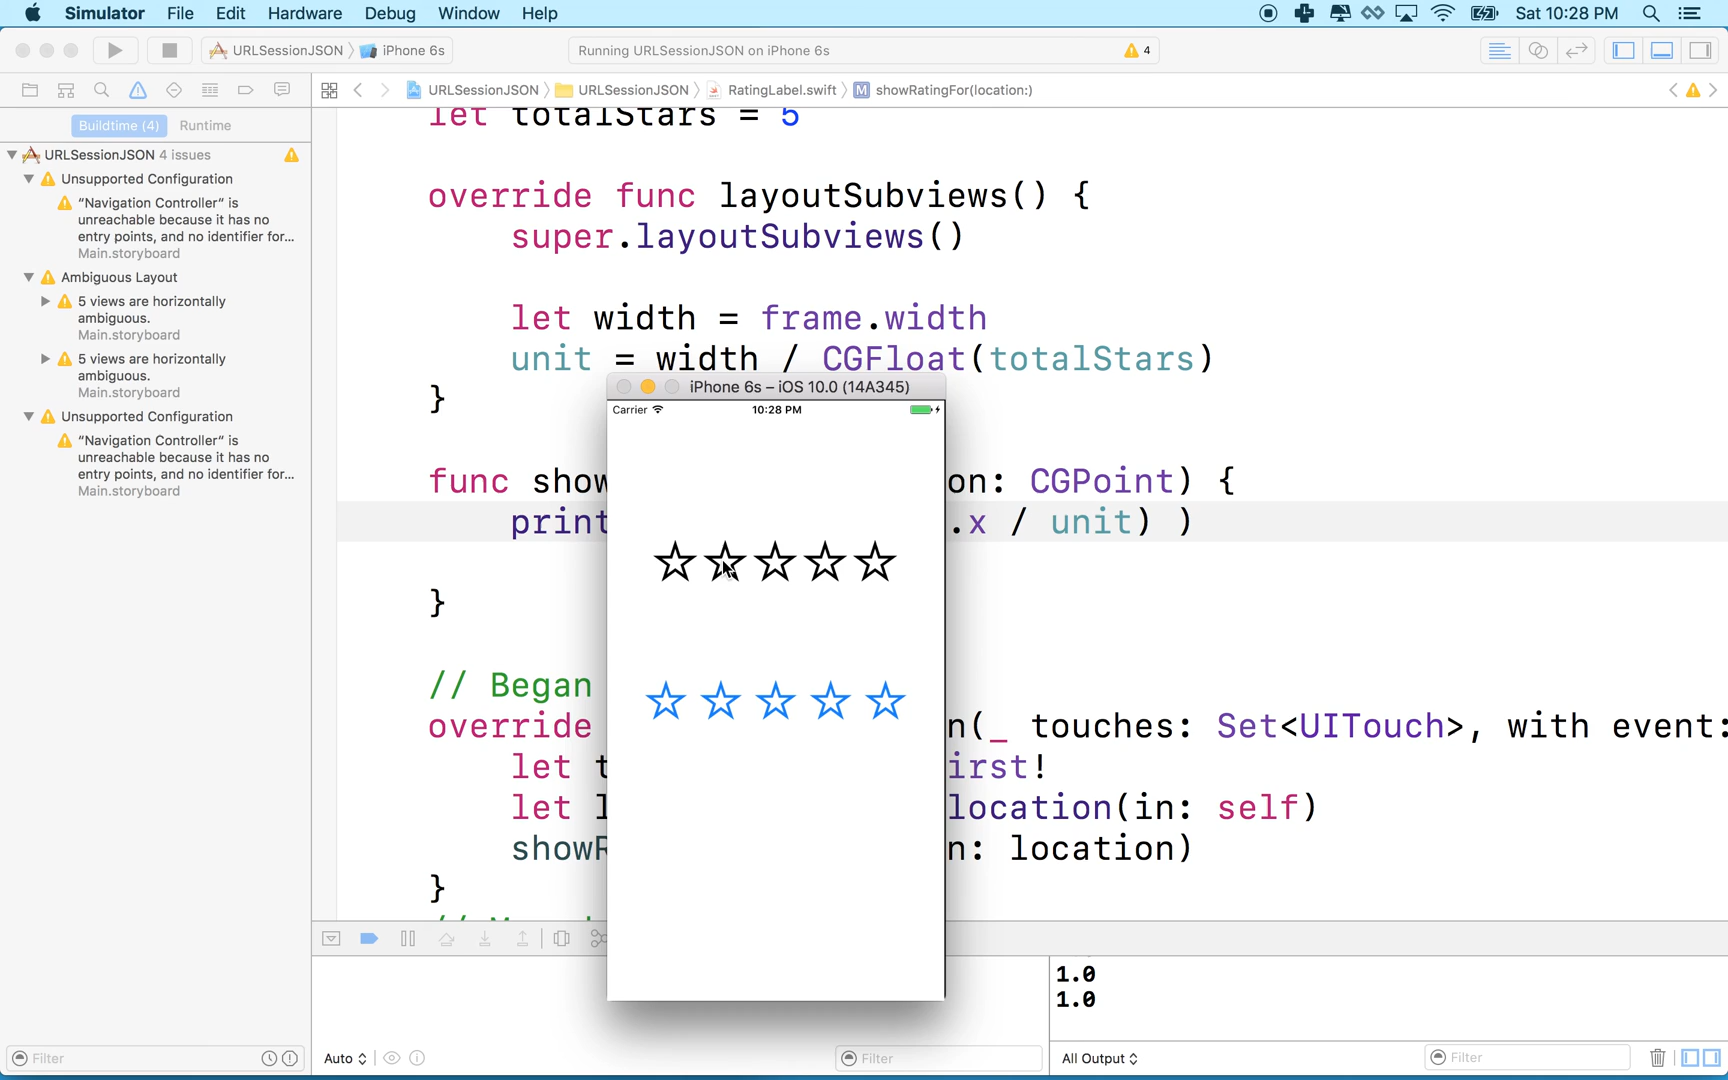 Simulator File Edit Hardware Debug Window Help Sat 10:28 PM
URLSessionJSON iPhone 6s Running URLSessionJSON on iPhone 6s 4
URLSessionJSON URLSessionJSON RatingLabel.swift M showRatingFor(location:)
Buildtime (4) Runtime
URLSessionJSON 4 issues
Unsupported Configuration
“Navigation Controller“ is
unreachable because it has no
entry points, and no identifier for...
Main.storyboard
Ambiguous Layout
5 views are horizontally
ambiguous.
Main.storyboard
5 views are horizontally
ambiguous.
Main.storyboard
Unsupported Configuration
“Navigation Controller“ is
unreachable because it has no
entry points, and no identifier for...
Main.storyboard
Filter
let totalStars = 5
override func layoutSubviews() {
super.layoutSubviews()
let width = frame.width
unit = width / CGFloat(totalStars)
}
func show on: CGPoint) {
print .x / unit) )
}
// Began
override n(_ touches: Set<UITouch>, with event:
let t irst!
let l location(in: self)
showR n: location)
}
iPhone 6s – iOS 10.0 (14A345)
Carrier 10:28 PM
1.0
1.0
Auto Filter All Output Filter